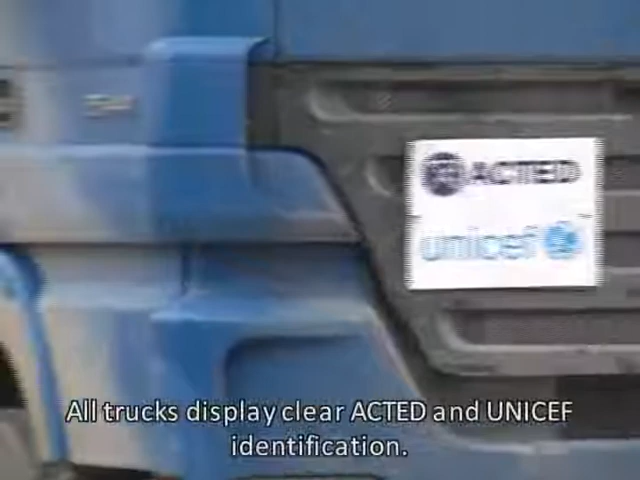 ACTED
unicef
All trucks display clear ACTED and UNICEF
identification.